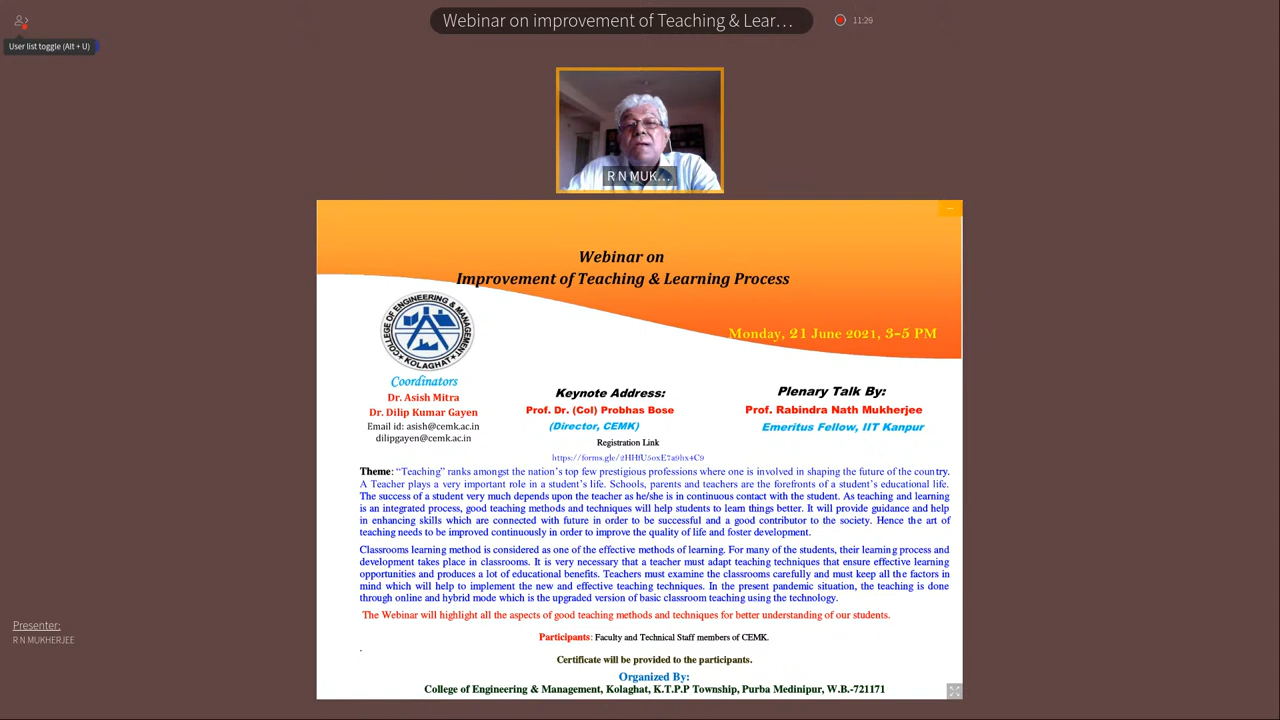 Webinar on improvement of Teaching & Lear...
11:29
User list toggle (Alt + U)
R N MUK...
Webinar on
Improvement of Teaching & Learning Process
Monday, 21 June 2021, 3-5 PM
COLLEGE OF ENGINEERING & MANAGEMENT, KOLAGHAT
Coordinators
Dr. Asish Mitra
Dr. Dilip Kumar Gayen
Email id: asish@cemk.ac.in
dilipgayen@cemk.ac.in
Keynote Address:
Prof. Dr. (Col) Probhas Bose
(Director, CEMK)
Registration Link
https://forms.gle/2HHfU5oxE7a9hx4C9
Plenary Talk By:
Prof. Rabindra Nath Mukherjee
Emeritus Fellow, IIT Kanpur
Theme: “Teaching” ranks amongst the nation’s top few prestigious professions where one is involved in shaping the future of the country.
A Teacher plays a very important role in a student’s life. Schools, parents and teachers are the forefronts of a student’s educational life.
The success of a student very much depends upon the teacher as he/she is in continuous contact with the student. As teaching and learning
is an integrated process, good teaching methods and techniques will help students to learn things better. It will provide guidance and help
in enhancing skills which are connected with future in order to be successful and a good contributor to the society. Hence the art of
teaching needs to be improved continuously in order to improve the quality of life and foster development.
Classrooms learning method is considered as one of the effective methods of learning. For many of the students, their learning process and
development takes place in classrooms. It is very necessary that a teacher must adapt teaching techniques that ensure effective learning
opportunities and produces a lot of educational benefits. Teachers must examine the classrooms carefully and must keep all the factors in
mind which will help to implement the new and effective teaching techniques. In the present pandemic situation, the teaching is done
through online and hybrid mode which is the upgraded version of basic classroom teaching using the technology.
The Webinar will highlight all the aspects of good teaching methods and techniques for better understanding of our students.
Participants: Faculty and Technical Staff members of CEMK.
Certificate will be provided to the participants.
Organized By:
College of Engineering & Management, Kolaghat, K.T.P.P Township, Purba Medinipur, W.B.-721171
Presenter:
R N MUKHERJEE